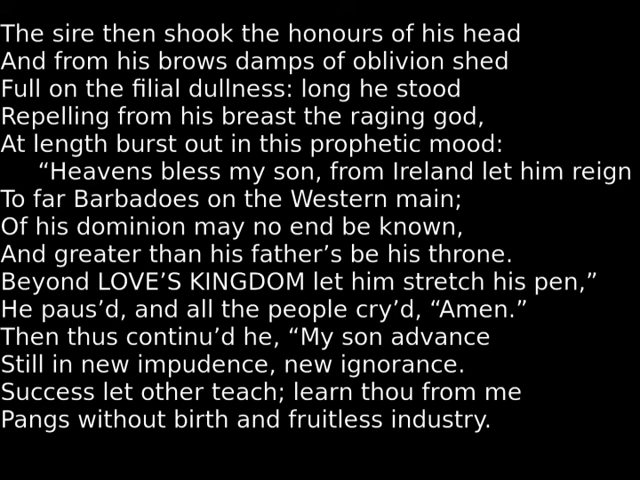 The sire then shook the honours of his head
And from his brows damps of oblivion shed
Full on the filial dullness: long he stood
Repelling from his breast the raging god,
At length burst out in this prophetic mood:
“Heavens bless my son, from Ireland let him reign
To far Barbadoes on the Western main;
Of his dominion may no end be known,
And greater than his father’s be his throne.
Beyond LOVE’S KINGDOM let him stretch his pen,”
He paus’d, and all the people cry’d, “Amen.”
Then thus continu’d he, “My son advance
Still in new impudence, new ignorance.
Success let other teach; learn thou from me
Pangs without birth and fruitless industry.